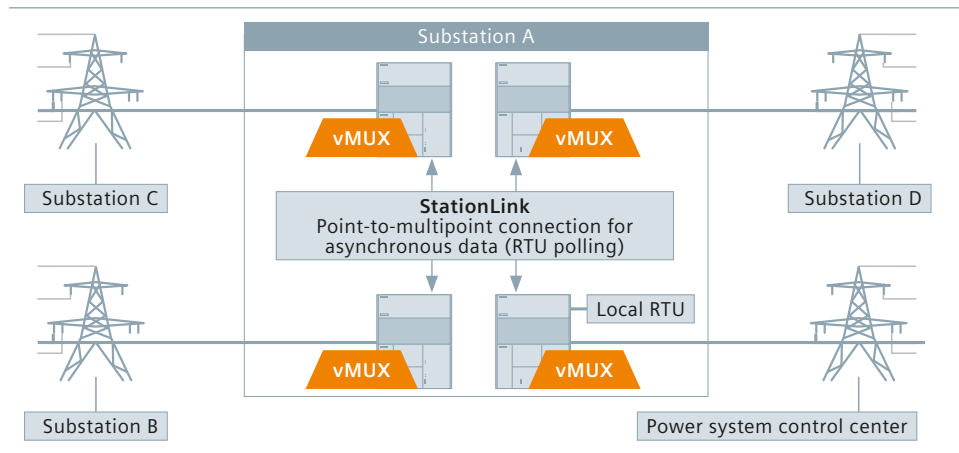 Substation A
vMUX
vMUX
Substation C
Substation D
StationLink
Point-to-multipoint connection for
asynchronous data (RTU polling)
Local RTU
vMUX
vMUX
Substation B
Power system control center